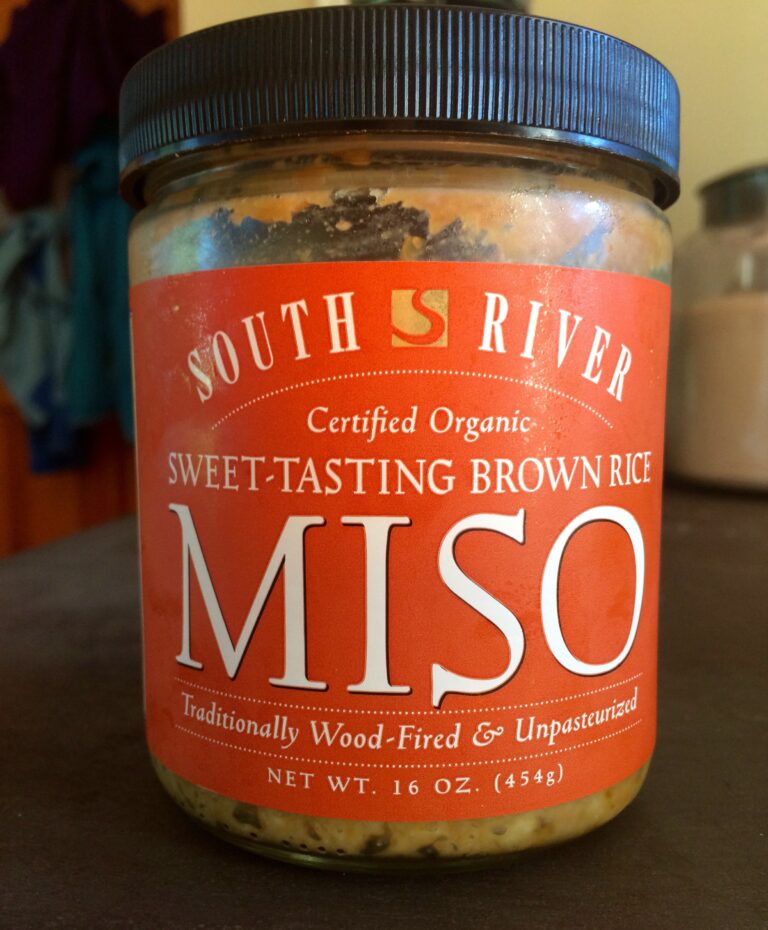 SOUTH S RIVER
Certified Organic
SWEET-TASTING BROWN RICE
MISO
Traditionally Wood-Fired & Unpasteurized
NET WT. 16 OZ. (454g)